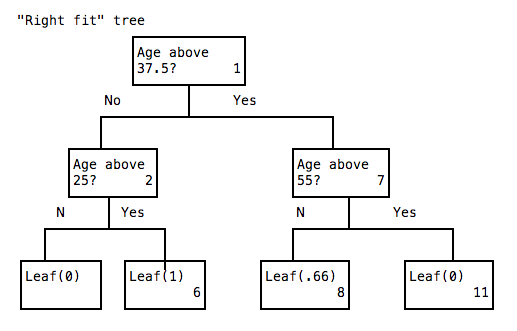 "Right fit" tree
Age above
37.5? 1
No Yes
Age above
25? 2
Age above
55? 7
N Yes
N Yes
Leaf(0)
Leaf(1)
6
Leaf(.66)
8
Leaf(0)
11